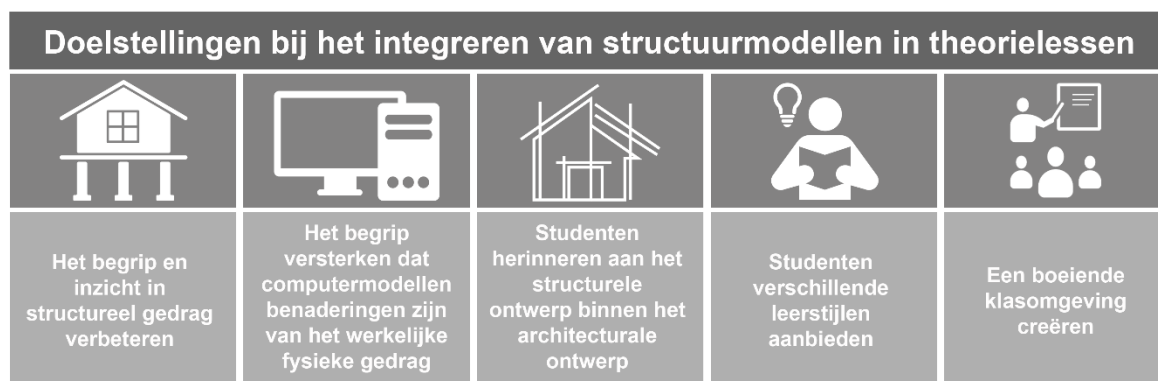 Doelstellingen bij het integreren van structuurmodellen in theorielessen
Het begrip en
inzicht in
structureel gedrag
verbeteren
Het begrip
versterken dat
computermodellen
benaderingen zijn
van het werkelijke
fysieke gedrag
Studenten
herinneren aan het
structurele
ontwerp binnen het
architecturale
ontwerp
Studenten
verschillende
leerstijlen
aanbieden
Een boeiende
klasomgeving
creëren